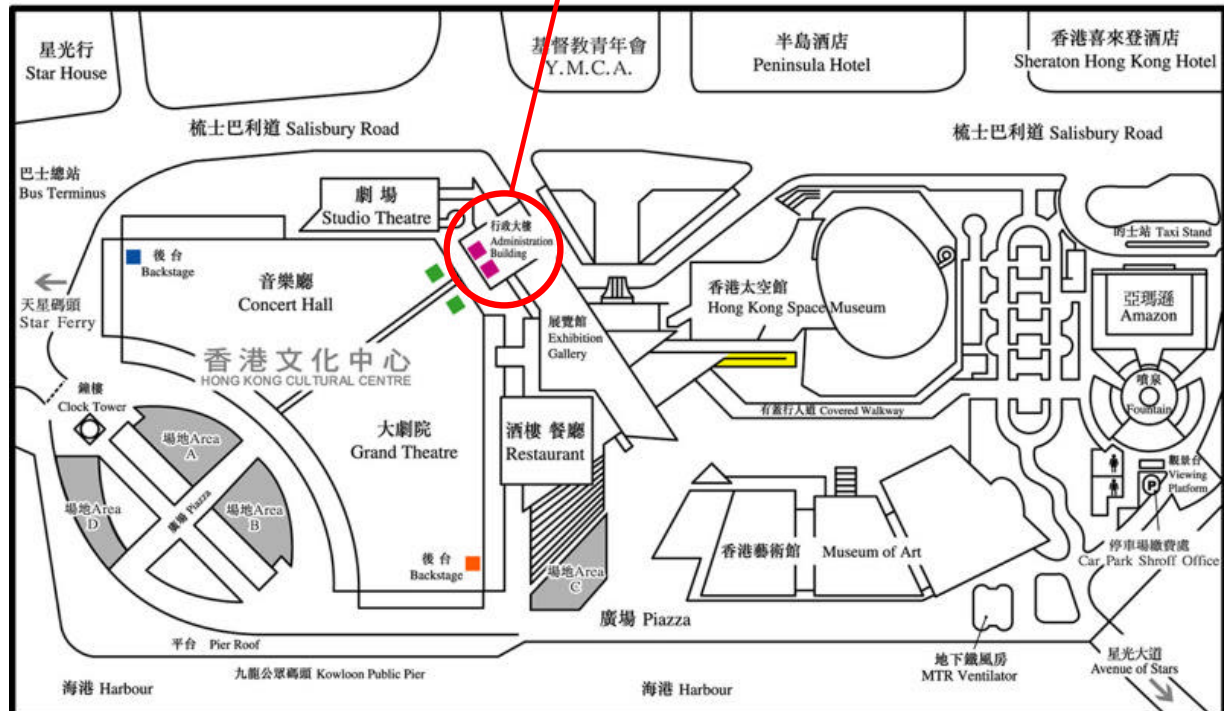 星光行
Star House
基督教青年會
Y.M.C.A.
半島酒店
Peninsula Hotel
香港喜來登酒店
Sheraton Hong Kong Hotel
梳士巴利道 Salisbury Road
梳士巴利道 Salisbury Road
巴士總站
Bus Terminus
劇場
Studio Theatre
行政大樓
Administration
Building
的士站 Taxi Stand
後台
Backstage
音樂廳
Concert Hall
天星碼頭
Star Ferry
香港太空館
Hong Kong Space Museum
亞瑪遜
Amazon
展覽館
Exhibition
Gallery
香港文化中心
HONG KONG CULTURAL CENTRE
鐘樓
Clock Tower
噴泉
Fountain
有蓋行人道 Covered Walkway
場地Area
A
大劇院
Grand Theatre
酒樓 餐廳
Restaurant
觀景台
Viewing
Platform
P
場地Area
D
場地Area
B
廣場 Piazza
後台
Backstage
場地Area
C
香港藝術館
Museum of Art
停車場繳費處
Car Park Shroff Office
廣場 Piazza
平台 Pier Roof
九龍公眾碼頭 Kowloon Public Pier
地下鐵風房
MTR Ventilator
星光大道
Avenue of Stars
海港 Harbour
海港 Harbour